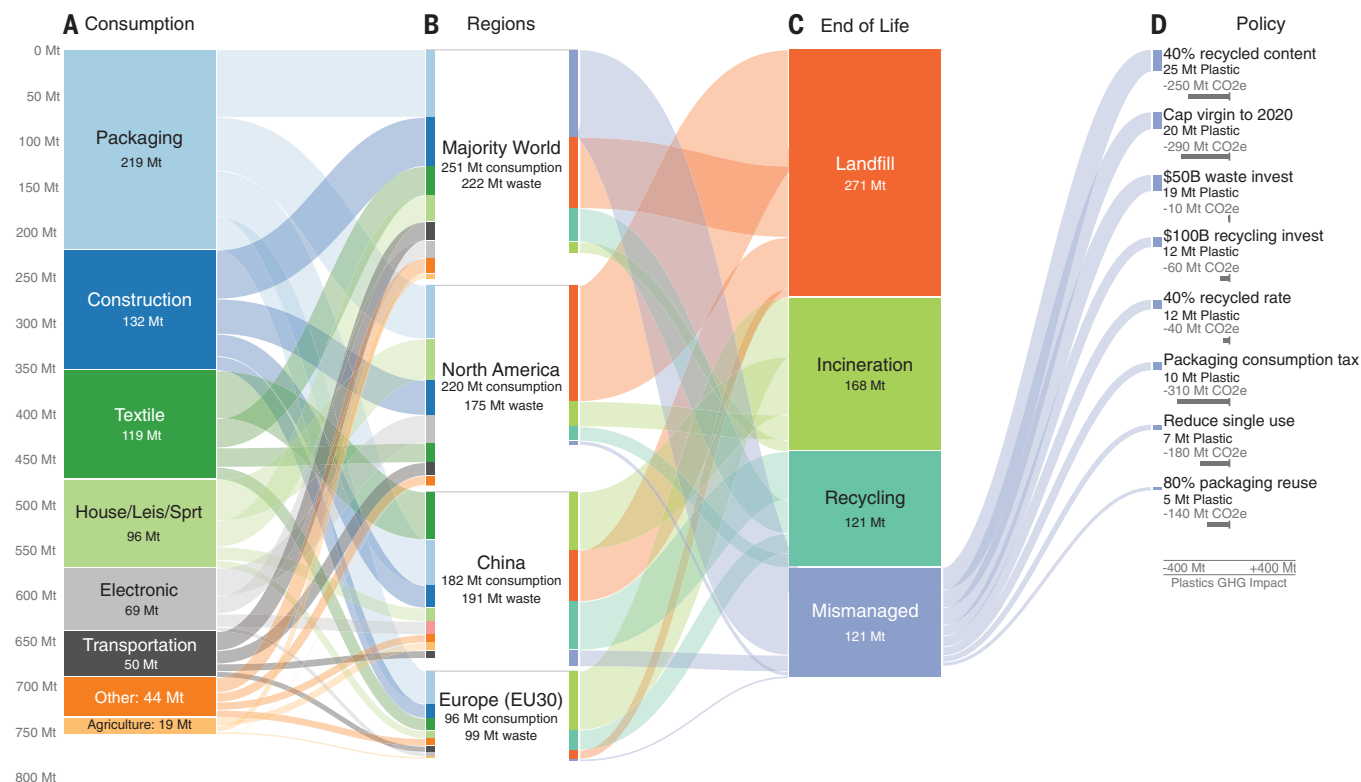 A Consumption
B Regions
C End of Life
D Policy
0 Mt
50 Mt
100 Mt
150 Mt
200 Mt
250 Mt
300 Mt
350 Mt
400 Mt
450 Mt
500 Mt
550 Mt
600 Mt
650 Mt
700 Mt
750 Mt
800 Mt
Packaging
219 Mt
Construction
132 Mt
Textile
119 Mt
House/Leis/Sprt
96 Mt
Electronic
69 Mt
Transportation
50 Mt
Other: 44 Mt
Agriculture: 19 Mt
Majority World
251 Mt consumption
222 Mt waste
North America
220 Mt consumption
175 Mt waste
China
182 Mt consumption
191 Mt waste
Europe (EU30)
96 Mt consumption
99 Mt waste
Landfill
271 Mt
Incineration
168 Mt
Recycling
121 Mt
Mismanaged
121 Mt
40% recycled content
25 Mt Plastic
-250 Mt CO2e
Cap virgin to 2020
20 Mt Plastic
-290 Mt CO2e
$50B waste invest
19 Mt Plastic
-10 Mt CO2e
$100B recycling invest
12 Mt Plastic
-60 Mt CO2e
40% recycled rate
12 Mt Plastic
-40 Mt CO2e
Packaging consumption tax
10 Mt Plastic
-310 Mt CO2e
Reduce single use
7 Mt Plastic
-180 Mt CO2e
80% packaging reuse
5 Mt Plastic
-140 Mt CO2e
-400 Mt +400 Mt
Plastics GHG Impact